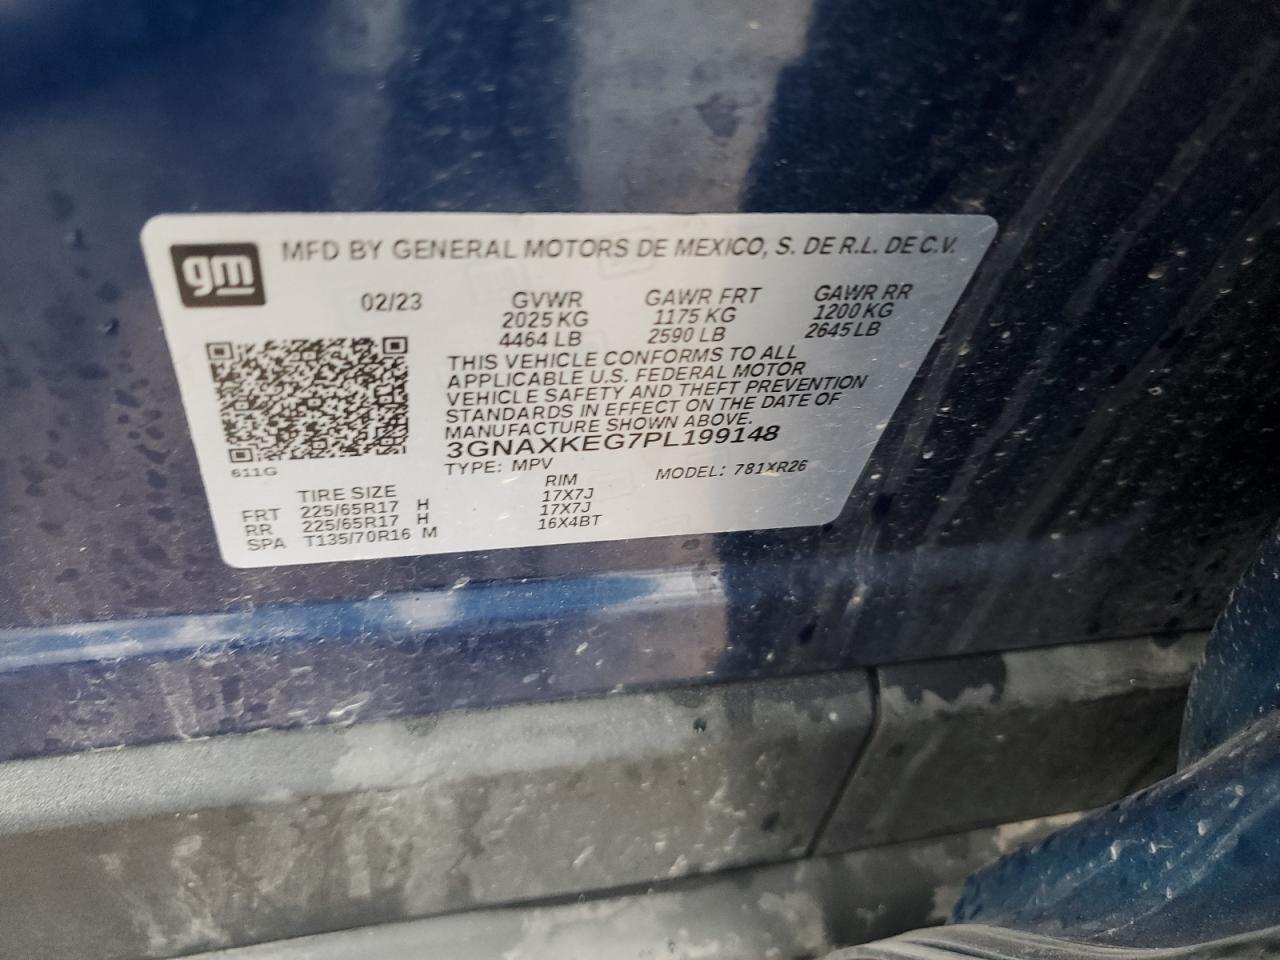 gm
MFD BY GENERAL MOTORS DE MEXICO, S. DE R.L. DE C.V.
02/23 GVWR GAWR FRT GAWR RR
2025 KG 1175 KG 1200 KG
4464 LB 2590 LB 2645 LB
THIS VEHICLE CONFORMS TO ALL
APPLICABLE U.S. FEDERAL MOTOR
VEHICLE SAFETY AND THEFT PREVENTION
STANDARDS IN EFFECT ON THE DATE OF
MANUFACTURE SHOWN ABOVE.
3GNAXKEG7PL199148
611G
TYPE: MPV MODEL: 781XR26
TIRE SIZE RIM
FRT 225/65R17 H 17X7J
RR 225/65R17 H 17X7J
SPA T135/70R16 M 16X4BT